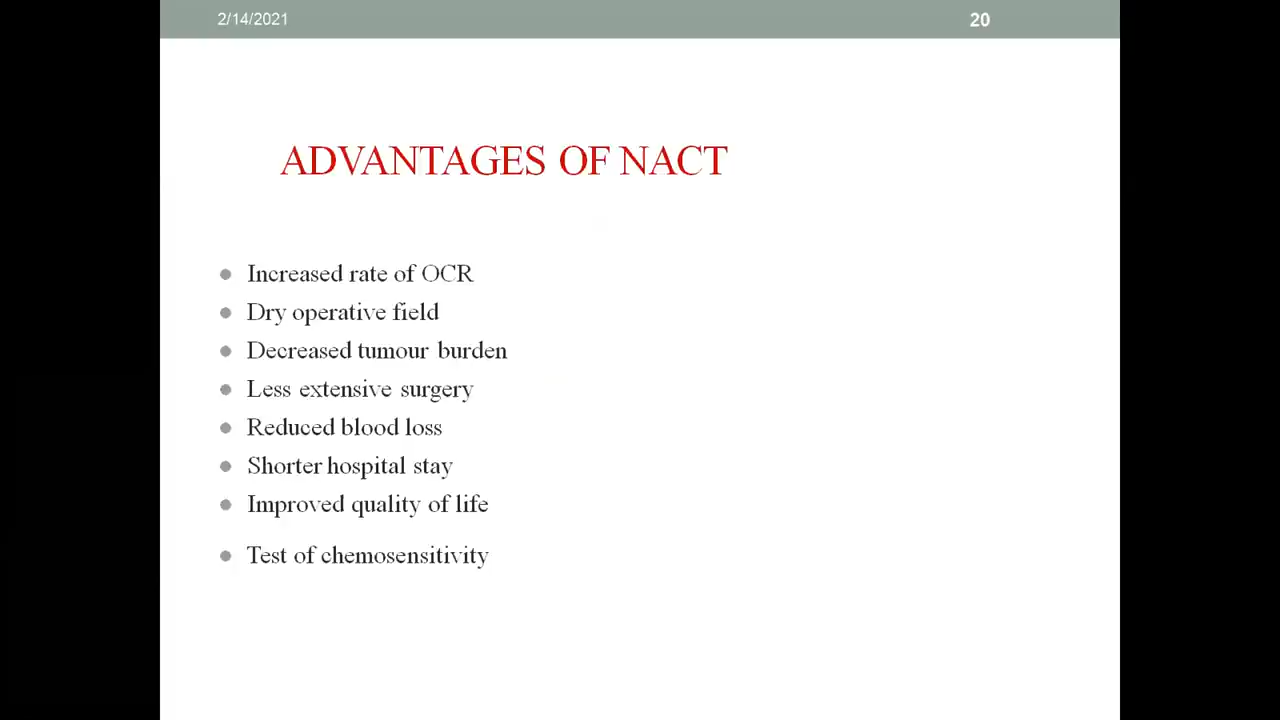 2/14/2021
20
ADVANTAGES OF NACT
Increased rate of OCR
Dry operative field
Decreased tumour burden
Less extensive surgery
Reduced blood loss
Shorter hospital stay
Improved quality of life
Test of chemosensitivity